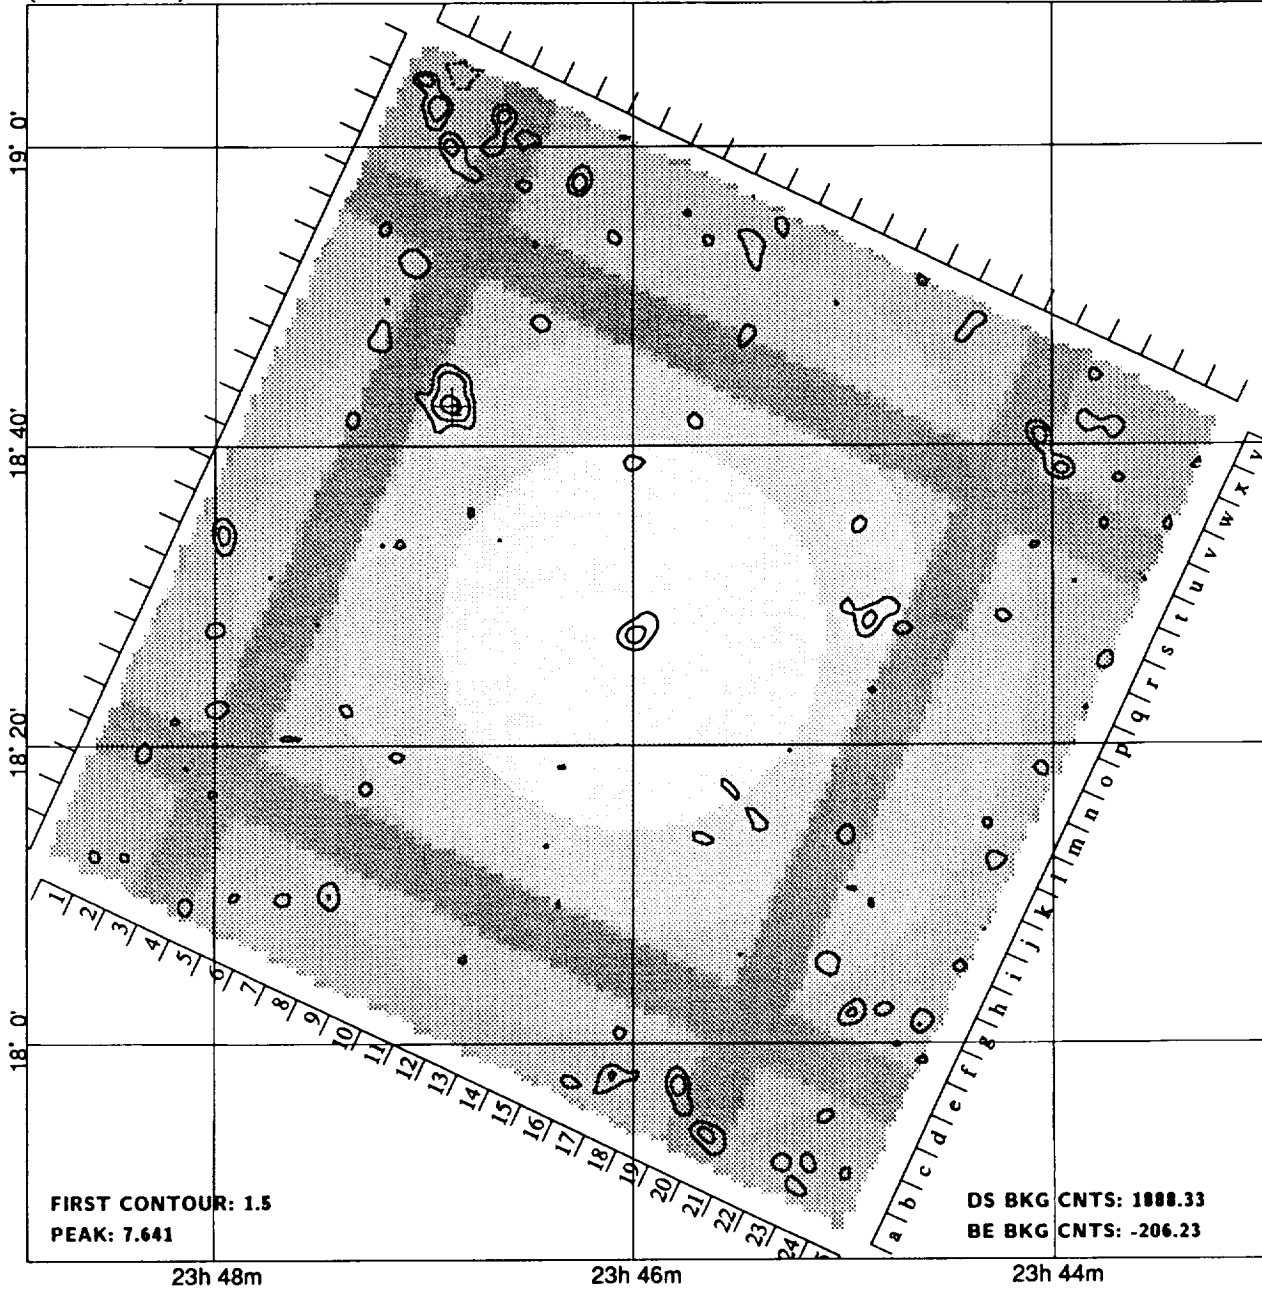 19° 0'
18° 40'
18° 20'
18° 0'
1 2 3 4 5 6 7 8 9 10 11 12 13 14 15 16 17 18 19 20 21 22 23 24
a b c d e f g h i j k l m n o p q r s t u v w x y
FIRST CONTOUR: 1.5
PEAK: 7.641
DS BKG CNTS: 1888.33
BE BKG CNTS: -206.23
23h 48m
23h 46m
23h 44m